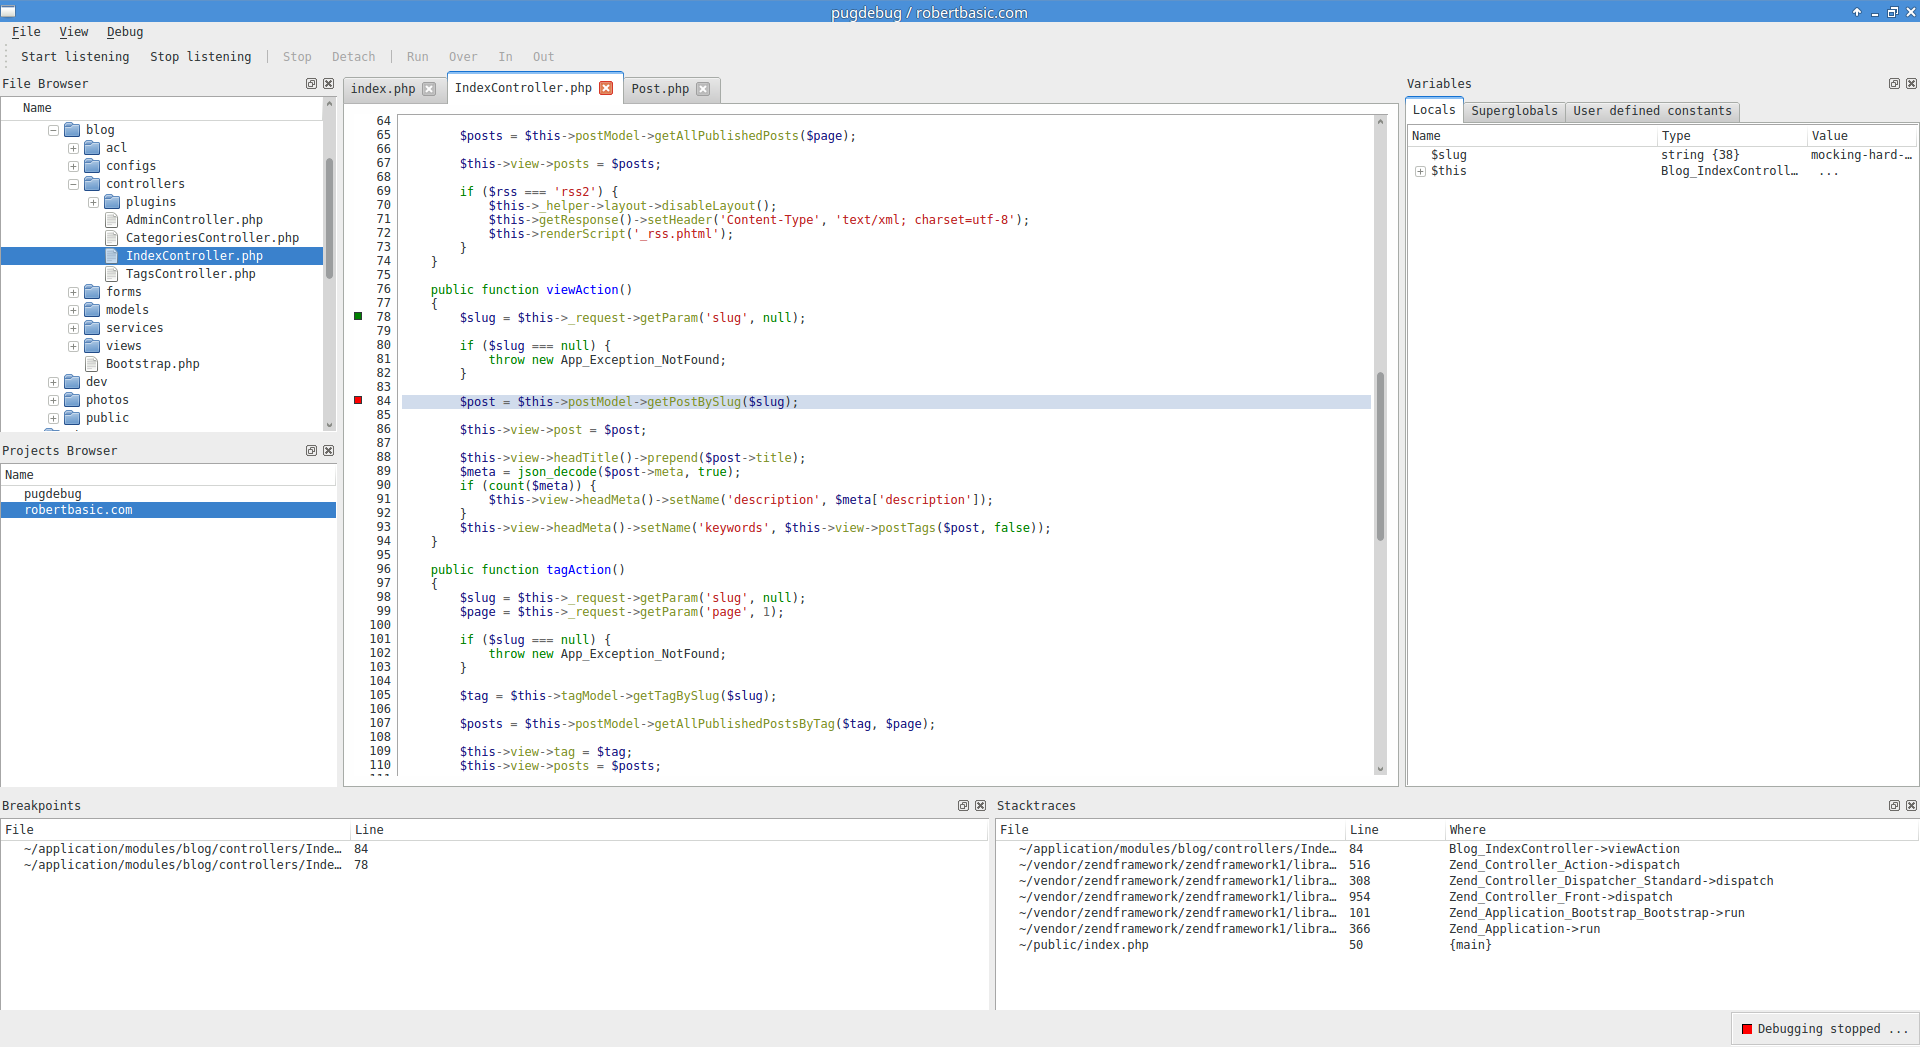 pugdebug / robertbasic.com
File View Debug
Start listening Stop listening Stop Detach Run Over In Out
File Browser
Name
blog
acl
configs
controllers
plugins
AdminController.php
CategoriesController.php
IndexController.php
TagsController.php
forms
models
services
views
Bootstrap.php
dev
photos
public
Projects Browser
Name
pugdebug
robertbasic.com
index.php IndexController.php Post.php
64
65 $posts = $this->postModel->getAllPublishedPosts($page);
66
67 $this->view->posts = $posts;
68
69 if ($rss === 'rss2') {
70 $this->_helper->layout->disableLayout();
71 $this->getResponse()->setHeader('Content-Type', 'text/xml; charset=utf-8');
72 $this->renderScript('_rss.phtml');
73 }
74 }
75
76 public function viewAction()
77 {
78 $slug = $this->_request->getParam('slug', null);
79
80 if ($slug === null) {
81 throw new App_Exception_NotFound;
82 }
83
84 $post = $this->postModel->getPostBySlug($slug);
85
86 $this->view->post = $post;
87
88 $this->view->headTitle()->prepend($post->title);
89 $meta = json_decode($post->meta, true);
90 if (count($meta)) {
91 $this->view->headMeta()->setName('description', $meta['description']);
92 }
93 $this->view->headMeta()->setName('keywords', $this->view->postTags($post, false));
94 }
95
96 public function tagAction()
97 {
98 $slug = $this->_request->getParam('slug', null);
99 $page = $this->_request->getParam('page', 1);
100
101 if ($slug === null) {
102 throw new App_Exception_NotFound;
103 }
104
105 $tag = $this->tagModel->getTagBySlug($slug);
106
107 $posts = $this->postModel->getAllPublishedPostsByTag($tag, $page);
108
109 $this->view->tag = $tag;
110 $this->view->posts = $posts;
Variables
Locals Superglobals User defined constants
Name Type Value
$slug string {38} mocking-hard-…
$this Blog_IndexControll… ...
Breakpoints
File Line
~/application/modules/blog/controllers/Inde… 84
~/application/modules/blog/controllers/Inde… 78
Stacktraces
File Line Where
~/application/modules/blog/controllers/Inde… 84 Blog_IndexController->viewAction
~/vendor/zendframework/zendframework1/libra… 516 Zend_Controller_Action->dispatch
~/vendor/zendframework/zendframework1/libra… 308 Zend_Controller_Dispatcher_Standard->dispatch
~/vendor/zendframework/zendframework1/libra… 954 Zend_Controller_Front->dispatch
~/vendor/zendframework/zendframework1/libra… 101 Zend_Application_Bootstrap_Bootstrap->run
~/vendor/zendframework/zendframework1/libra… 366 Zend_Application->run
~/public/index.php 50 {main}
Debugging stopped ...